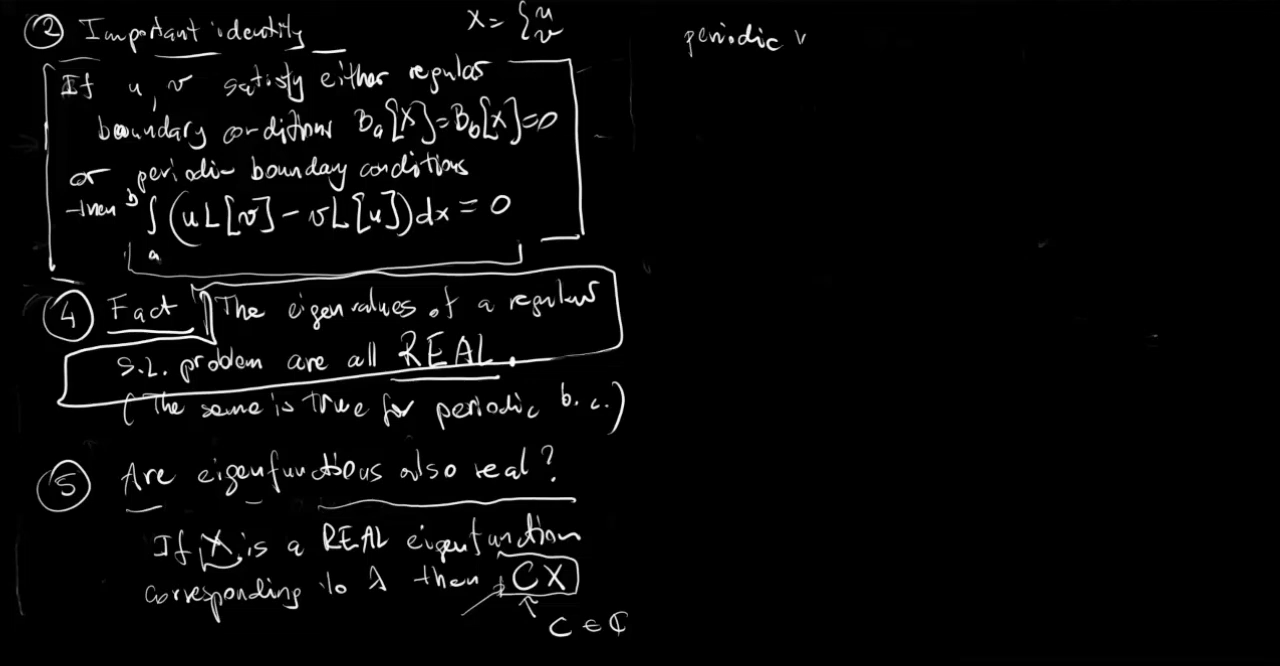 ② Important identity
X = { u
v
If u, v satisfy either regular
boundary conditions Ba[X] = Bb[X] = 0
or periodic boundary conditions
then ∫_a^b (uL[v] - vL[u])dx = 0
④ Fact The eigenvalues of a regular
S.L. problem are all REAL.
(The same is true for periodic b.c.)
⑤ Are eigenfunctions also real?
If X is a REAL eigenfunction
corresponding to λ then CX
↑
C ∈ ℂ
periodic